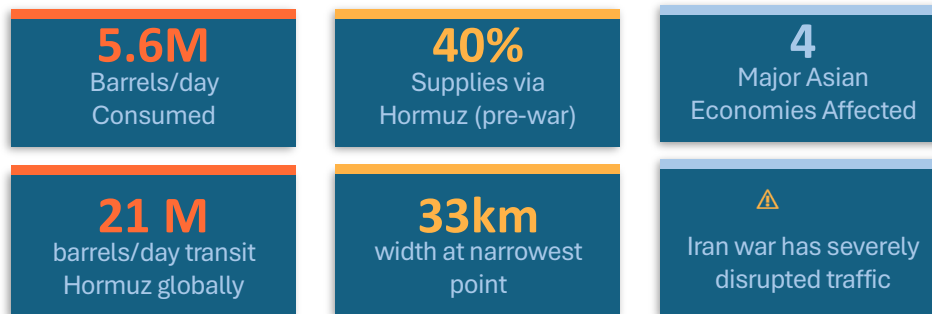 5.6M
Barrels/day
Consumed
40%
Supplies via
Hormuz (pre-war)
4
Major Asian
Economies Affected
21 M
barrels/day transit
Hormuz globally
33km
width at narrowest
point
⚠
Iran war has severely
disrupted traffic